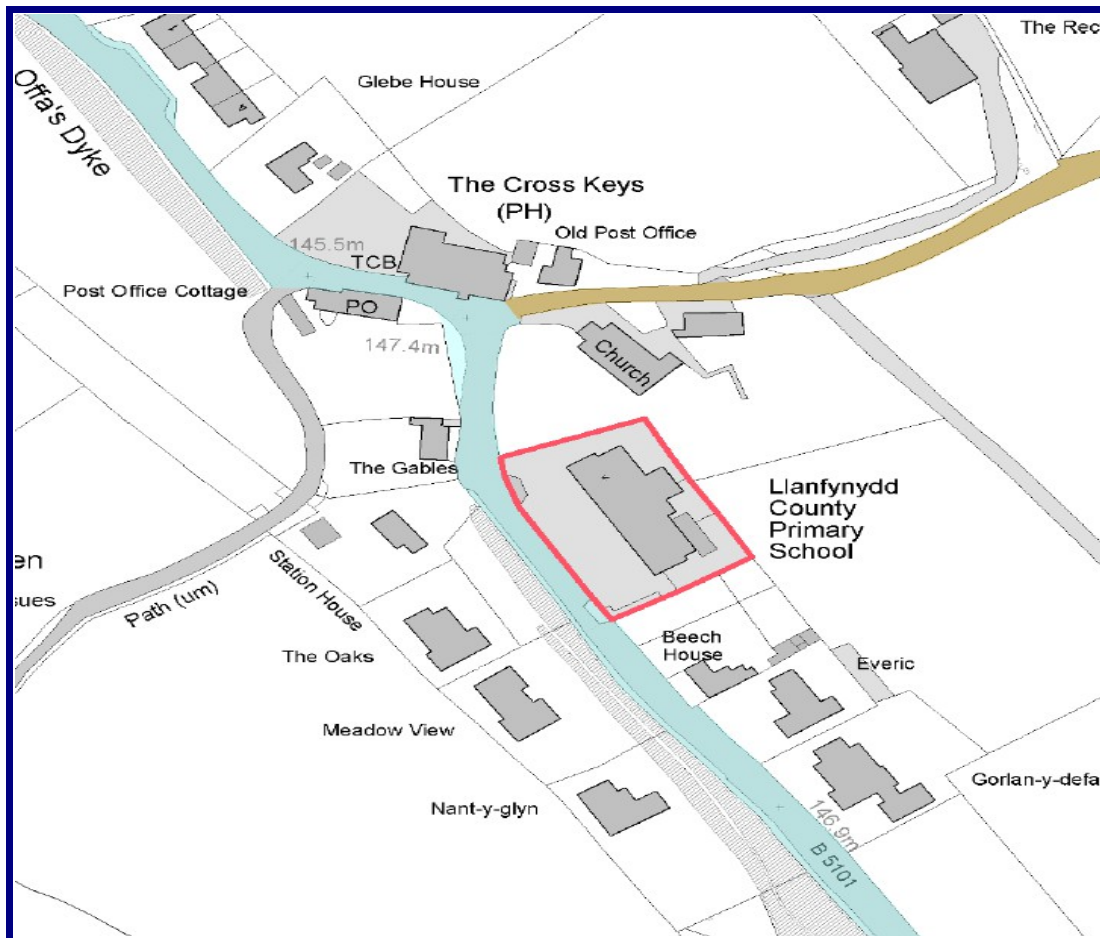 The Rec
Offa's Dyke
Glebe House
The Cross Keys
(PH)
Old Post Office
145.5m
TCB
Post Office Cottage
PO
147.4m
Church
The Gables
Llanfynydd
County
Primary
School
en
sues
Path (um)
Station House
The Oaks
Beech
House
Everic
Meadow View
Gorlan-y-defa
Nant-y-glyn
146.9m
B 5101